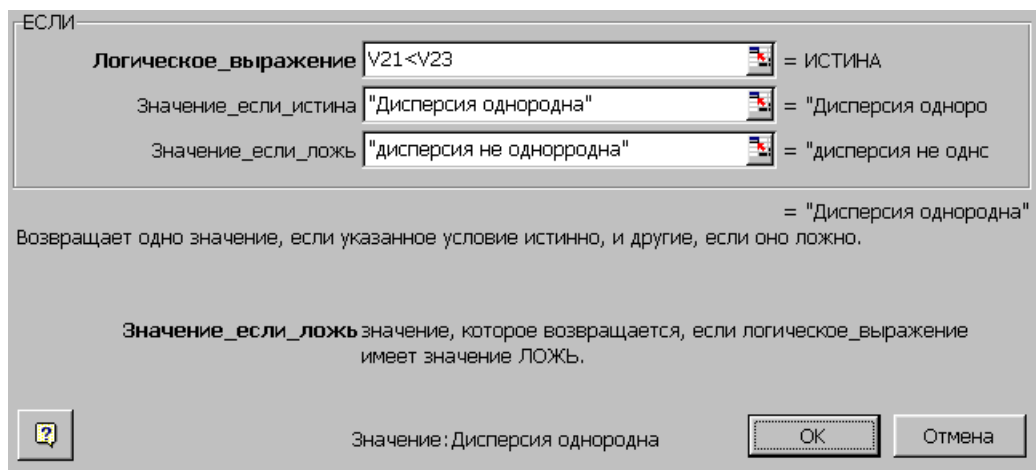 ЕСЛИ
Логическое_выражение V21<V23 = ИСТИНА
Значение_если_истина "Дисперсия однородна" = "Дисперсия одноро
Значение_если_ложь "дисперсия не однорродна" = "дисперсия не однс
= "Дисперсия однородна"
Возвращает одно значение, если указанное условие истинно, и другие, если оно ложно.
Значение_если_ложь значение, которое возвращается, если логическое_выражение
имеет значение ЛОЖЬ.
Значение:Дисперсия однородна OK Отмена